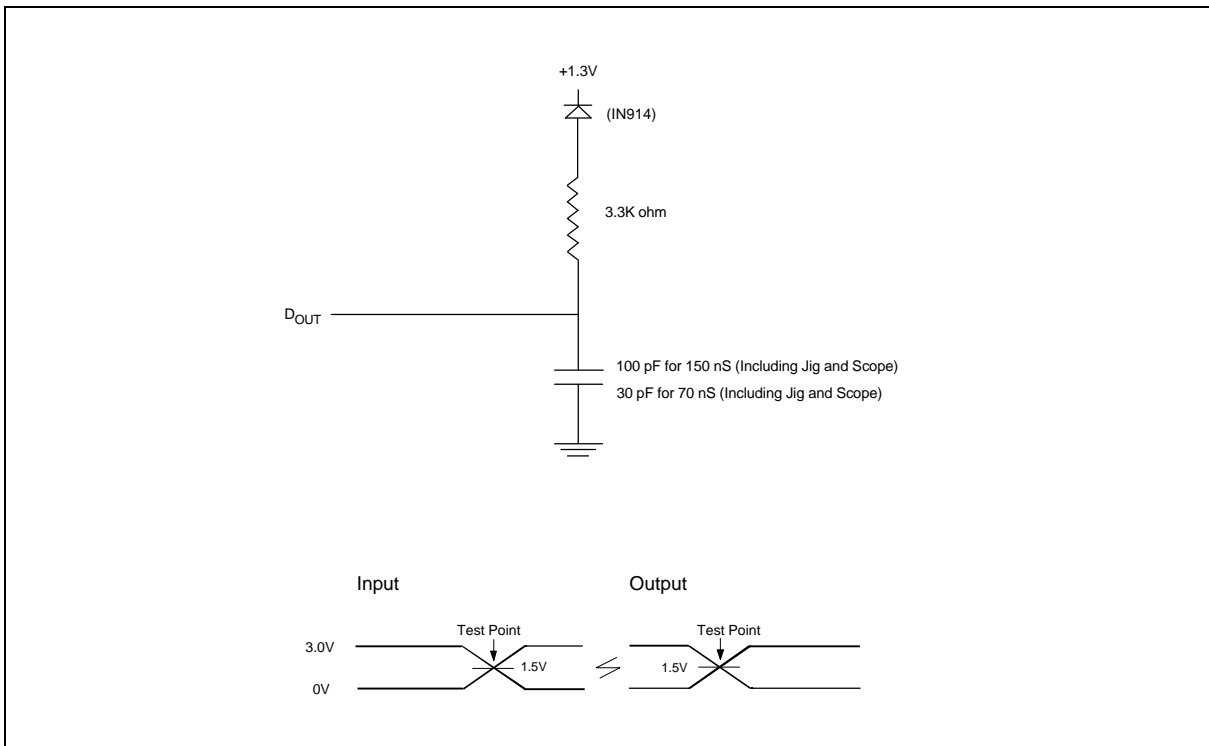 +1.3V
(IN914)
3.3K ohm
DOUT
100 pF for 150 nS (Including Jig and Scope)
30 pF for 70 nS (Including Jig and Scope)
Input Output
Test Point Test Point
3.0V
1.5V 1.5V
0V